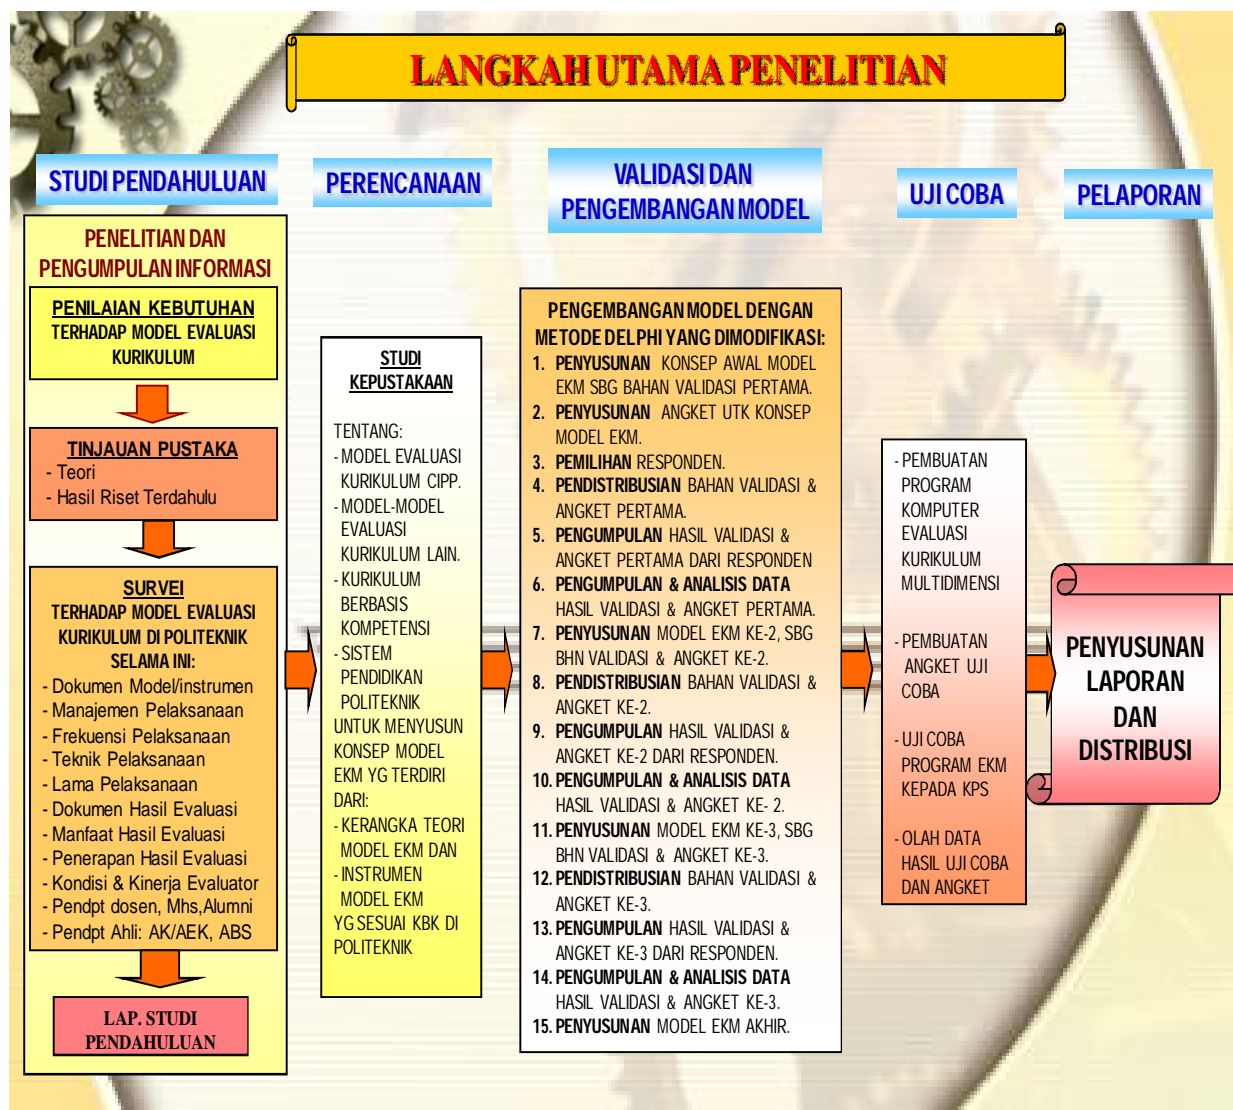 LANGKAH UTAMA PENELITIAN
STUDI PENDAHULUAN
PENELITIAN DAN
PENGUMPULAN INFORMASI
PENILAIAN KEBUTUHAN
TERHADAP MODEL EVALUASI
KURIKULUM
TINJAUAN PUSTAKA
- Teori
- Hasil Riset Terdahulu
SURVEI
TERHADAP MODEL EVALUASI
KURIKULUM DI POLITEKNIK
SELAMA INI:
- Dokumen Model/instrumen
- Manajemen Pelaksanaan
- Frekuensi Pelaksanaan
- Teknik Pelaksanaan
- Lama Pelaksanaan
- Dokumen Hasil Evaluasi
- Manfaat Hasil Evaluasi
- Penerapan Hasil Evaluasi
- Kondisi & Kinerja Evaluator
- Pendpt dosen, Mhs,Alumni
- Pendpt Ahli: AK/AEK, ABS
LAP. STUDI
PENDAHULUAN
PERENCANAAN
STUDI
KEPUSTAKAAN
TENTANG:
- MODEL EVALUASI
KURIKULUM CIPP.
- MODEL-MODEL
EVALUASI
KURIKULUM LAIN.
- KURIKULUM
BERBASIS
KOMPETENSI
- SISTEM
PENDIDIKAN
POLITEKNIK
UNTUK MENYUSUN
KONSEP MODEL
EKM YG TERDIRI
DARI:
- KERANGKA TEORI
MODEL EKM DAN
- INSTRUMEN
MODEL EKM
YG SESUAI KBK DI
POLITEKNIK
VALIDASI DAN
PENGEMBANGAN MODEL
PENGEMBANGAN MODEL DENGAN
METODE DELPHI YANG DIMODIFIKASI:
1. PENYUSUNAN KONSEP AWAL MODEL
EKM SBG BAHAN VALIDASI PERTAMA.
2. PENYUSUNAN ANGKET UTK KONSEP
MODEL EKM.
3. PEMILIHAN RESPONDEN.
4. PENDISTRIBUSIAN BAHAN VALIDASI &
ANGKET PERTAMA.
5. PENGUMPULAN HASIL VALIDASI &
ANGKET PERTAMA DARI RESPONDEN
6. PENGUMPULAN & ANALISIS DATA
HASIL VALIDASI & ANGKET PERTAMA.
7. PENYUSUNAN MODEL EKM KE-2, SBG
BHN VALIDASI & ANGKET KE-2.
8. PENDISTRIBUSIAN BAHAN VALIDASI &
ANGKET KE-2.
9. PENGUMPULAN HASIL VALIDASI &
ANGKET KE-2 DARI RESPONDEN.
10. PENGUMPULAN & ANALISIS DATA
HASIL VALIDASI & ANGKET KE- 2.
11. PENYUSUNAN MODEL EKM KE-3, SBG
BHN VALIDASI & ANGKET KE-3.
12. PENDISTRIBUSIAN BAHAN VALIDASI &
ANGKET KE-3.
13. PENGUMPULAN HASIL VALIDASI &
ANGKET KE-3 DARI RESPONDEN.
14. PENGUMPULAN & ANALISIS DATA
HASIL VALIDASI & ANGKET KE-3.
15. PENYUSUNAN MODEL EKM AKHIR.
UJI COBA
- PEMBUATAN
PROGRAM
KOMPUTER
EVALUASI
KURIKULUM
MULTIDIMENSI
- PEMBUATAN
ANGKET UJI
COBA
- UJI COBA
PROGRAM EKM
KEPADA KPS
- OLAH DATA
HASIL UJI COBA
DAN ANGKET
PELAPORAN
PENYUSUNAN
LAPORAN
DAN
DISTRIBUSI